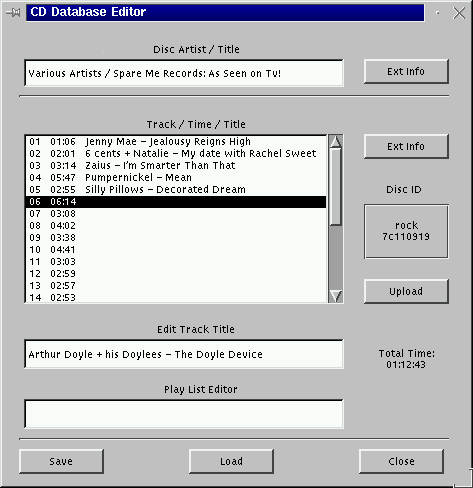 CD Database Editor
Disc Artist / Title
Various Artists / Spare Me Records: As Seen on Tv!
Ext Info
Track / Time / Title
01 01:06 Jenny Mae – Jealousy Reigns High
02 02:01 6 cents + Natalie – My date with Rachel Sweet
03 03:14 Zaius – I'm Smarter Than That
04 05:47 Pumpernickel – Mean
05 02:55 Silly Pillows – Decorated Dream
06 06:14
07 03:08
08 04:02
09 03:38
10 04:41
11 03:03
12 02:59
13 02:57
14 02:53
Ext Info
Disc ID
rock
7c110919
Upload
Edit Track Title
Arthur Doyle + his Doylees – The Doyle Device
Total Time:
01:12:43
Play List Editor
Save
Load
Close